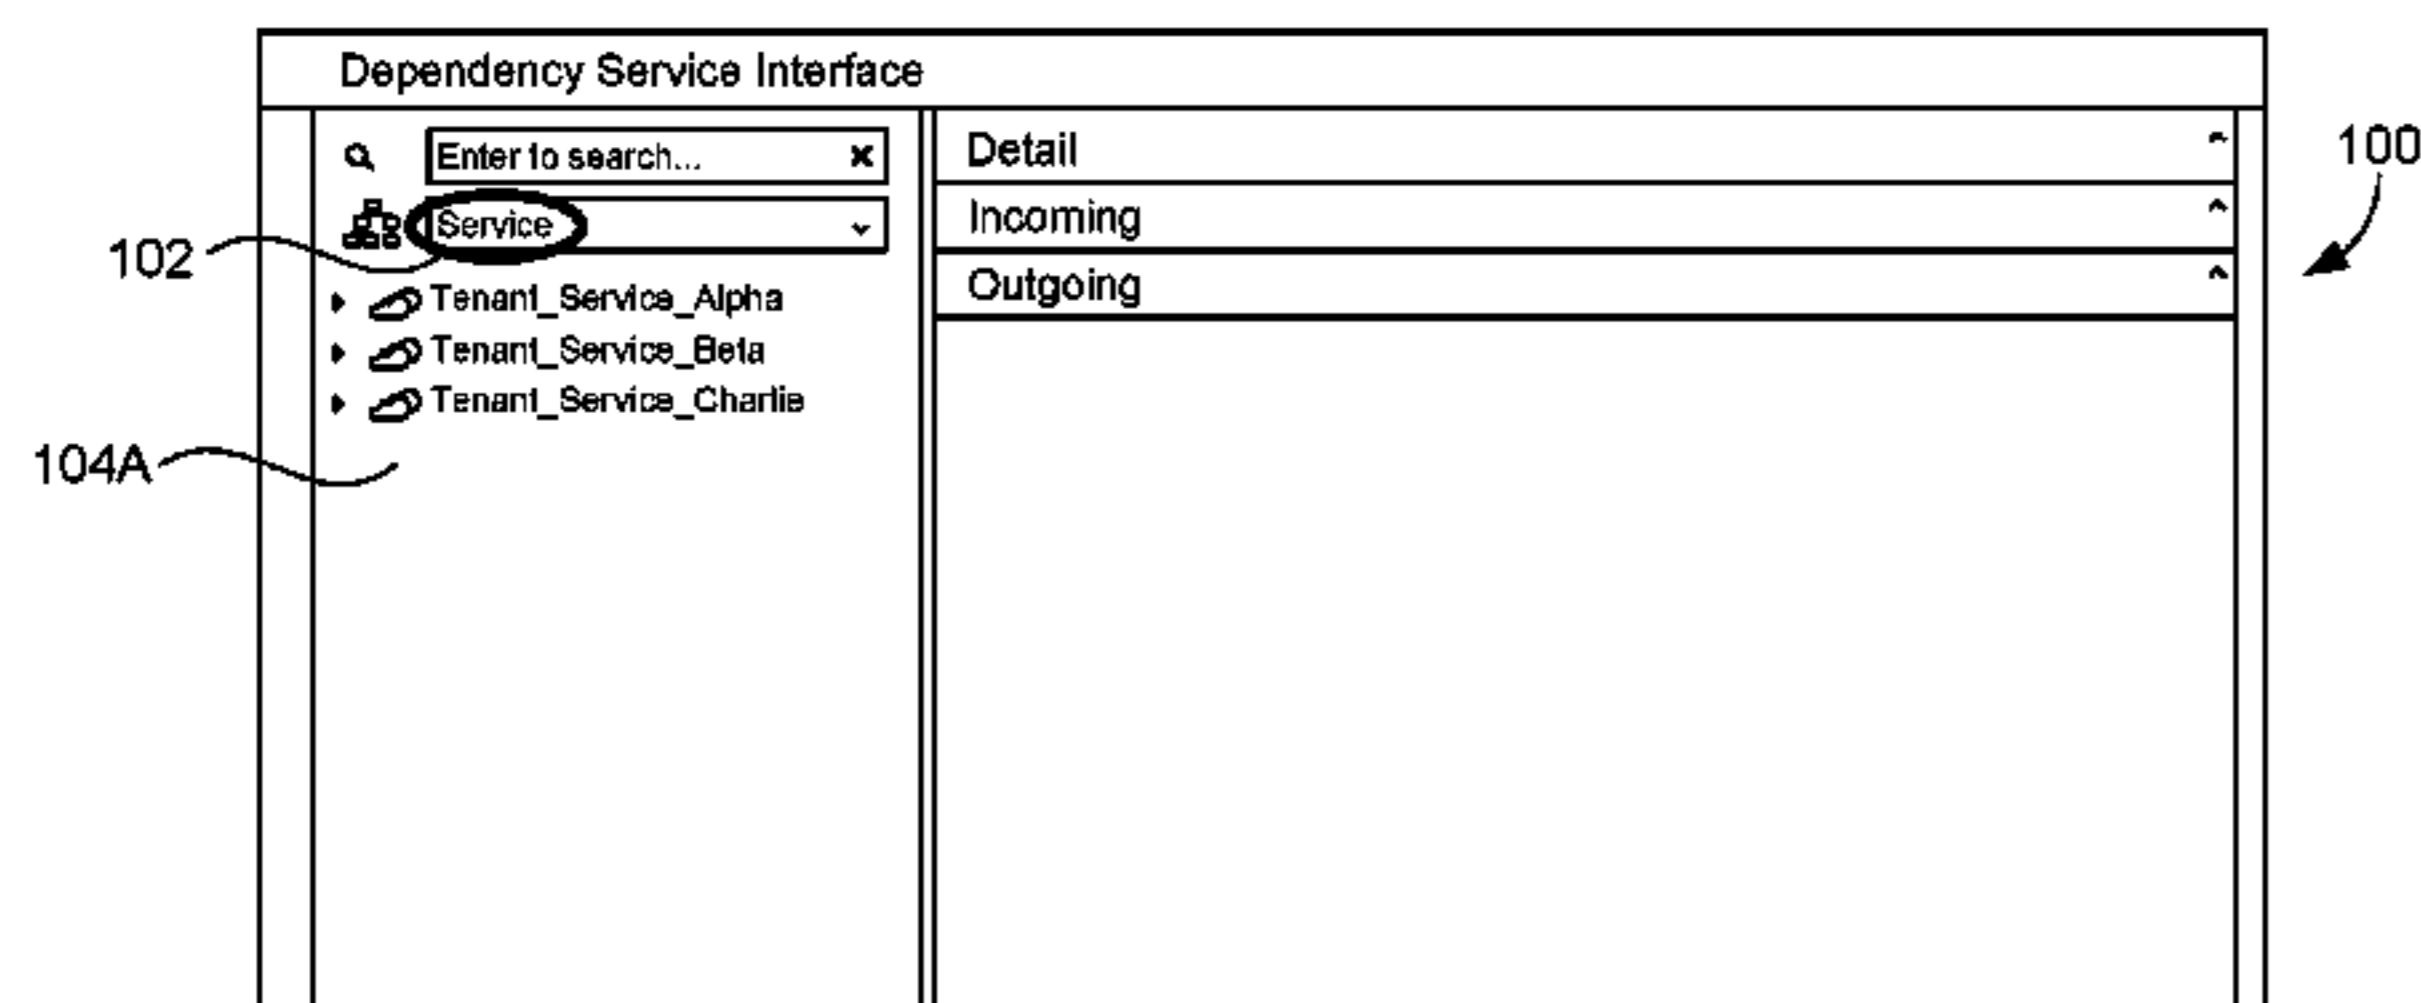 Dependency Service Interface
Enter to search...
Service
Tenant_Service_Alpha
Tenant_Service_Beta
Tenant_Service_Charlie
Detail
Incoming
Outgoing
100
102
104A